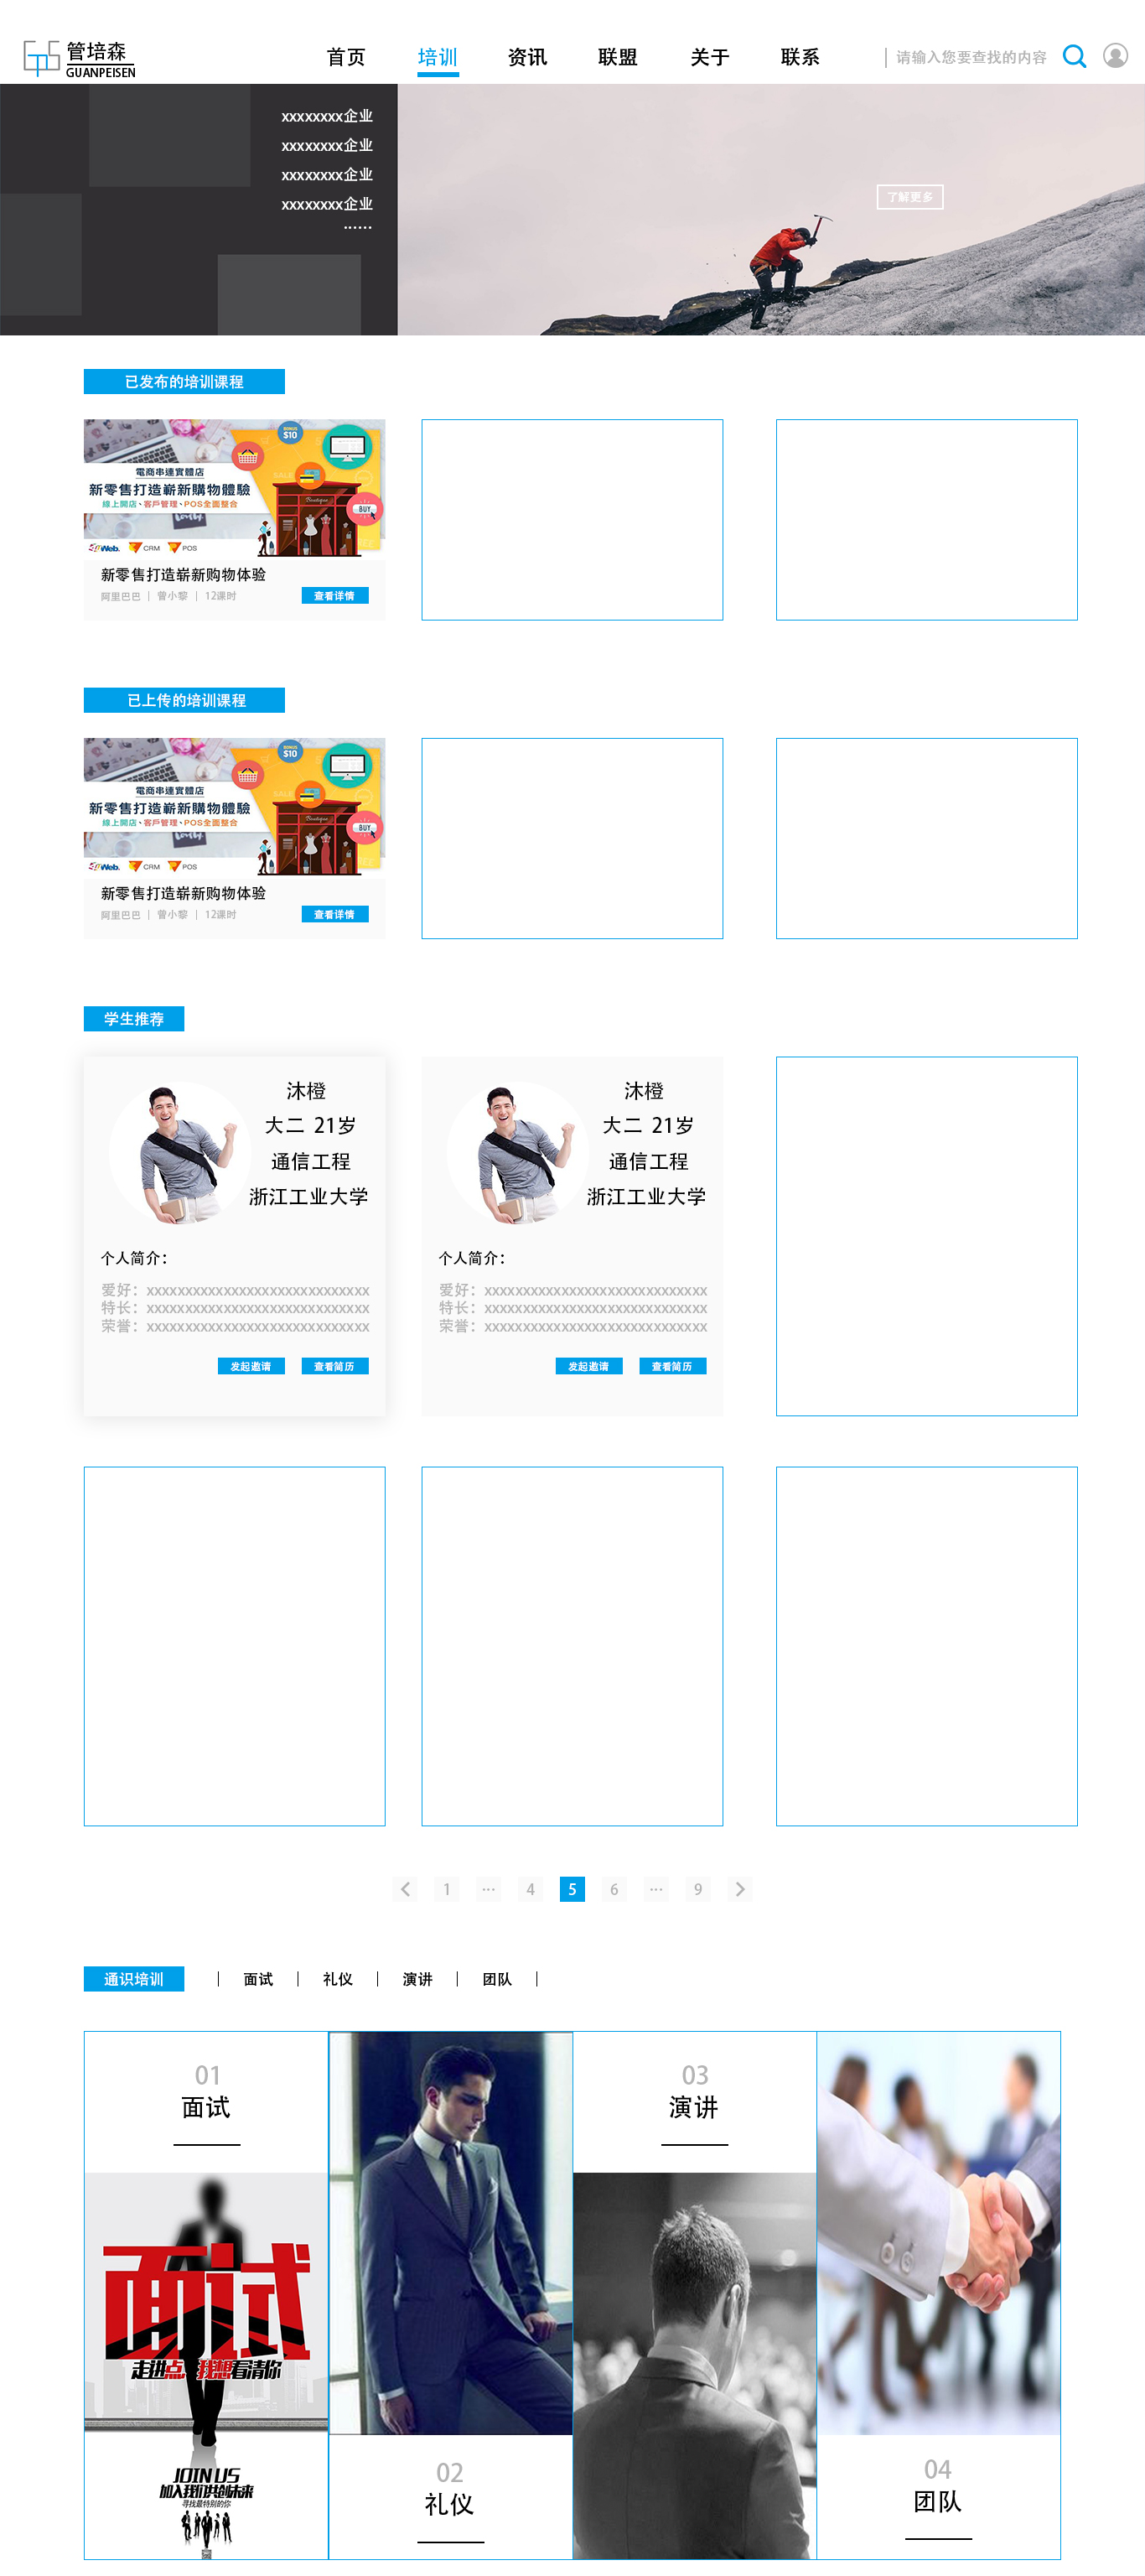 管培森
GUANPEISEN
首页 培训 资讯 联盟 关于 联系
请输入您要查找的内容
xxxxxxxx企业
xxxxxxxx企业
xxxxxxxx企业
xxxxxxxx企业
······
了解更多
已发布的培训课程
BONUS
$10
電商串連實體店
新零售打造嶄新購物體驗
線上開店、客戶管理、POS全面整合
Boutique
BUY
CRM
POS
新零售打造崭新购物体验
阿里巴巴 | 曾小黎 | 12课时
查看详情
已上传的培训课程
BONUS
$10
電商串連實體店
新零售打造嶄新購物體驗
線上開店、客戶管理、POS全面整合
Boutique
BUY
CRM
POS
新零售打造崭新购物体验
阿里巴巴 | 曾小黎 | 12课时
查看详情
学生推荐
沐橙
大二 21岁
通信工程
浙江工业大学
个人简介：
爱好：xxxxxxxxxxxxxxxxxxxxxxxxxxxxx
特长：xxxxxxxxxxxxxxxxxxxxxxxxxxxxx
荣誉：xxxxxxxxxxxxxxxxxxxxxxxxxxxxx
发起邀请 查看简历
沐橙
大二 21岁
通信工程
浙江工业大学
个人简介：
爱好：xxxxxxxxxxxxxxxxxxxxxxxxxxxxx
特长：xxxxxxxxxxxxxxxxxxxxxxxxxxxxx
荣誉：xxxxxxxxxxxxxxxxxxxxxxxxxxxxx
发起邀请 查看简历
1 ··· 4 5 6 ··· 9
通识培训 | 面试 | 礼仪 | 演讲 | 团队 |
01
面试
面试
走进点 我想看清你
JOIN US
加入我们共创未来
寻找最特别的你
02
礼仪
03
演讲
04
团队